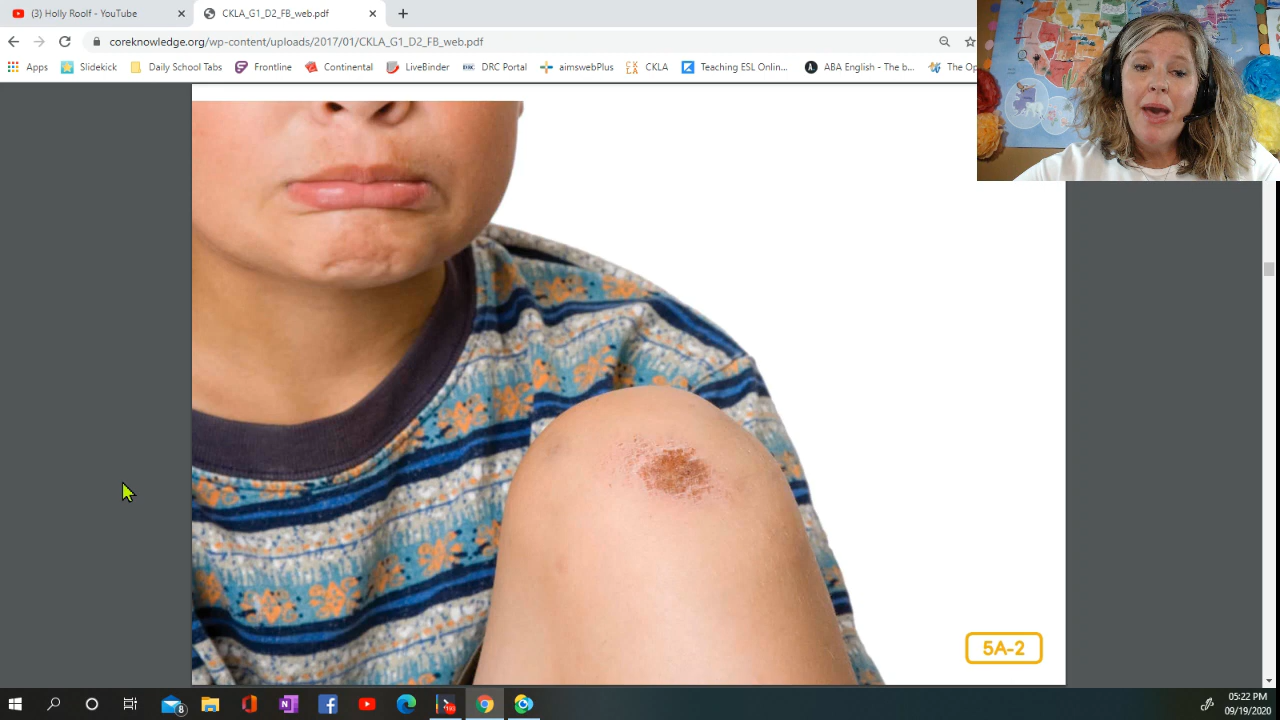 (3) Holly Roolf - YouTube
CKLA_G1_D2_FB_web.pdf
coreknowledge.org/wp-content/uploads/2017/01/CKLA_G1_D2_FB_web.pdf
Apps
Slidekick
Daily School Tabs
Frontline
Continental
LiveBinder
DRC Portal
aimswebPlus
CKLA
Teaching ESL Onlin...
ABA English - The b...
The Op
5A-2
05:22 PM
09/19/2020